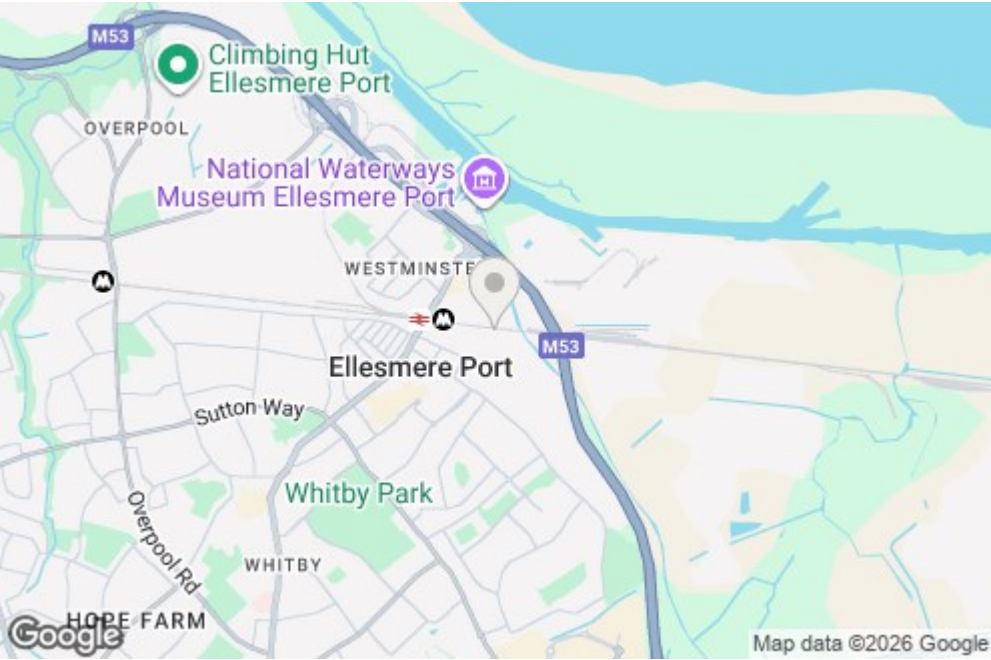 M53
Climbing Hut
Ellesmere Port
OVERPOOL
National Waterways
Museum Ellesmere Port
WESTMINSTE
Ellesmere Port
M53
Sutton Way
Whitby Park
Overpool Rd
WHITBY
HOPE FARM
Google
Map data ©2026 Google